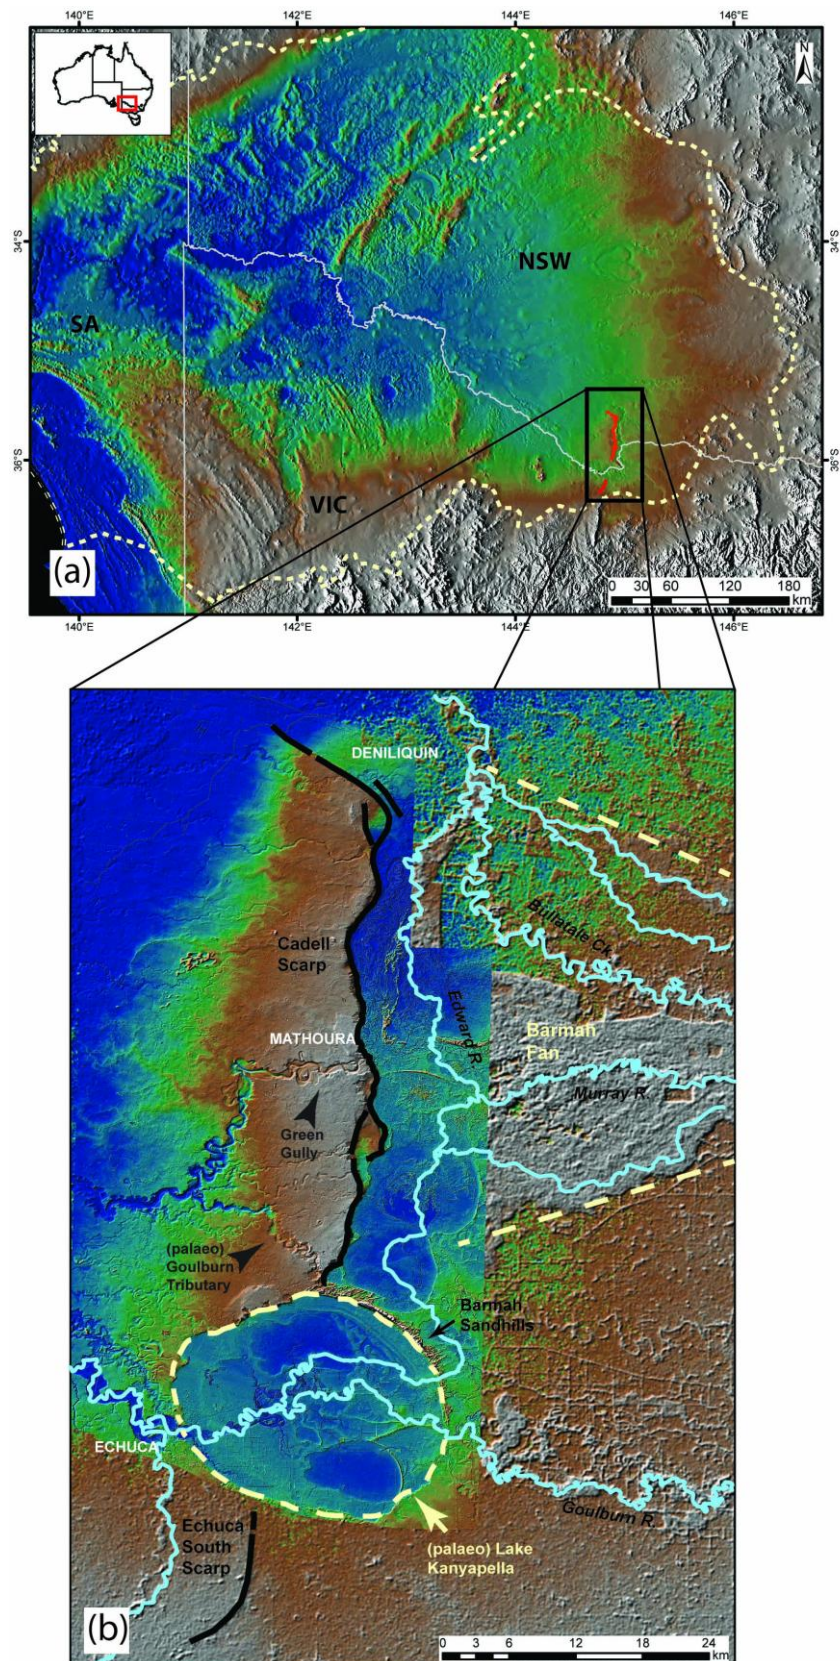 140°E 142°E 144°E 146°E
N
34°S
34°S
NSW
SA
36°S
36°S
VIC
(a)
0 30 60 120 180
km
140°E 142°E 144°E 146°E
DENILIQUIN
Bullatale Ck.
Cadell
Scarp
Edward R.
Barmah
Fan
MATHOURA
Murray R.
Green
Gully
(palaeo)
Goulburn
Tributary
Barmah
Sandhills
ECHUCA
Goulburn R.
Echuca
South
Scarp
(palaeo) Lake
Kanyapella
(b)
0 3 6 12 18 24
km